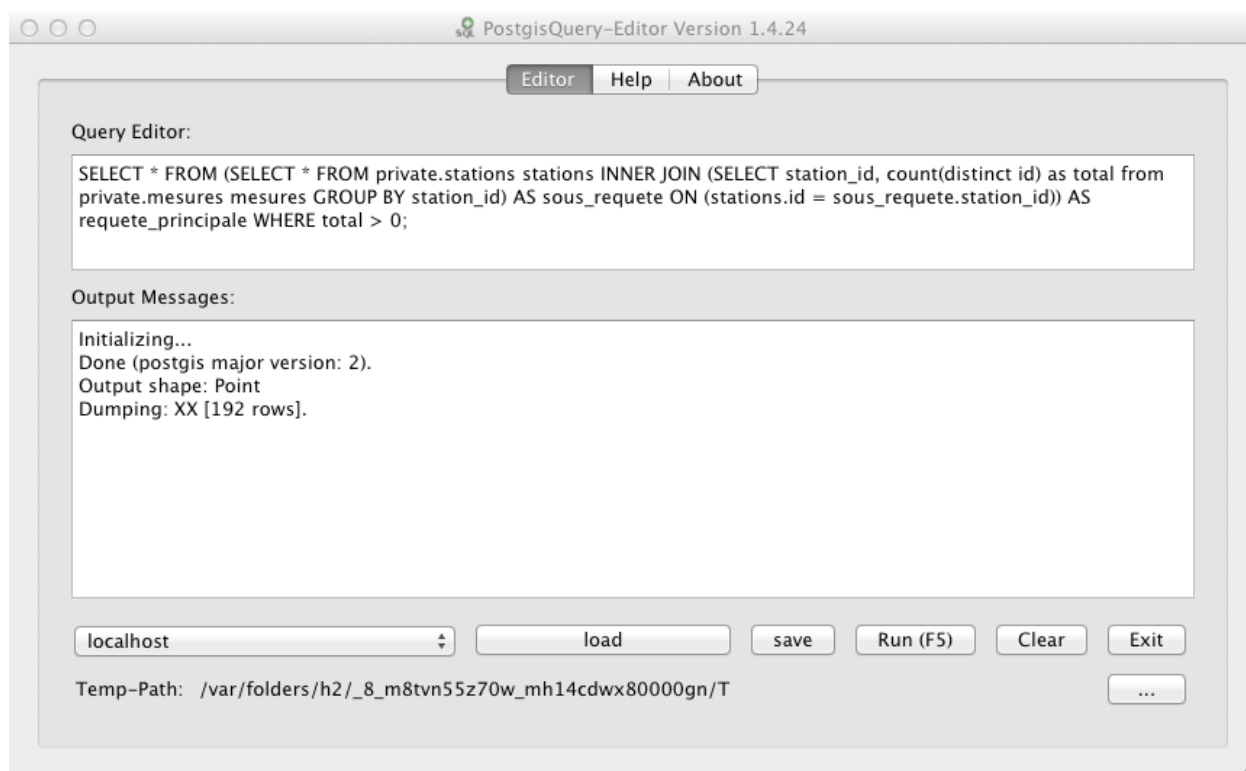 PostgisQuery-Editor Version 1.4.24
Editor Help About
Query Editor:
SELECT * FROM (SELECT * FROM private.stations stations INNER JOIN (SELECT station_id, count(distinct id) as total from
private.mesures mesures GROUP BY station_id) AS sous_requete ON (stations.id = sous_requete.station_id)) AS
requete_principale WHERE total > 0;
Output Messages:
Initializing...
Done (postgis major version: 2).
Output shape: Point
Dumping: XX [192 rows].
localhost load save Run (F5) Clear Exit
Temp-Path: /var/folders/h2/_8_m8tvn55z70w_mh14cdwx80000gn/T ...